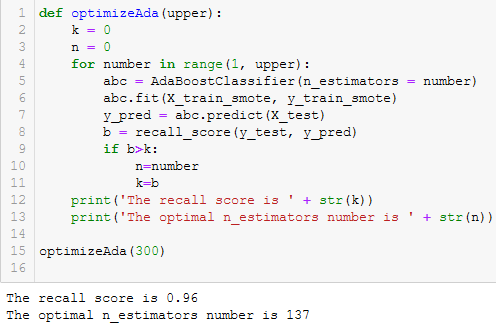 1 def optimizeAda(upper):
2     k = 0
3     n = 0
4     for number in range(1, upper):
5         abc = AdaBoostClassifier(n_estimators = number)
6         abc.fit(X_train_smote, y_train_smote)
7         y_pred = abc.predict(X_test)
8         b = recall_score(y_test, y_pred)
9         if b>k:
10             n=number
11             k=b
12     print('The recall score is ' + str(k))
13     print('The optimal n_estimators number is ' + str(n))
14
15 optimizeAda(300)
16
The recall score is 0.96
The optimal n_estimators number is 137